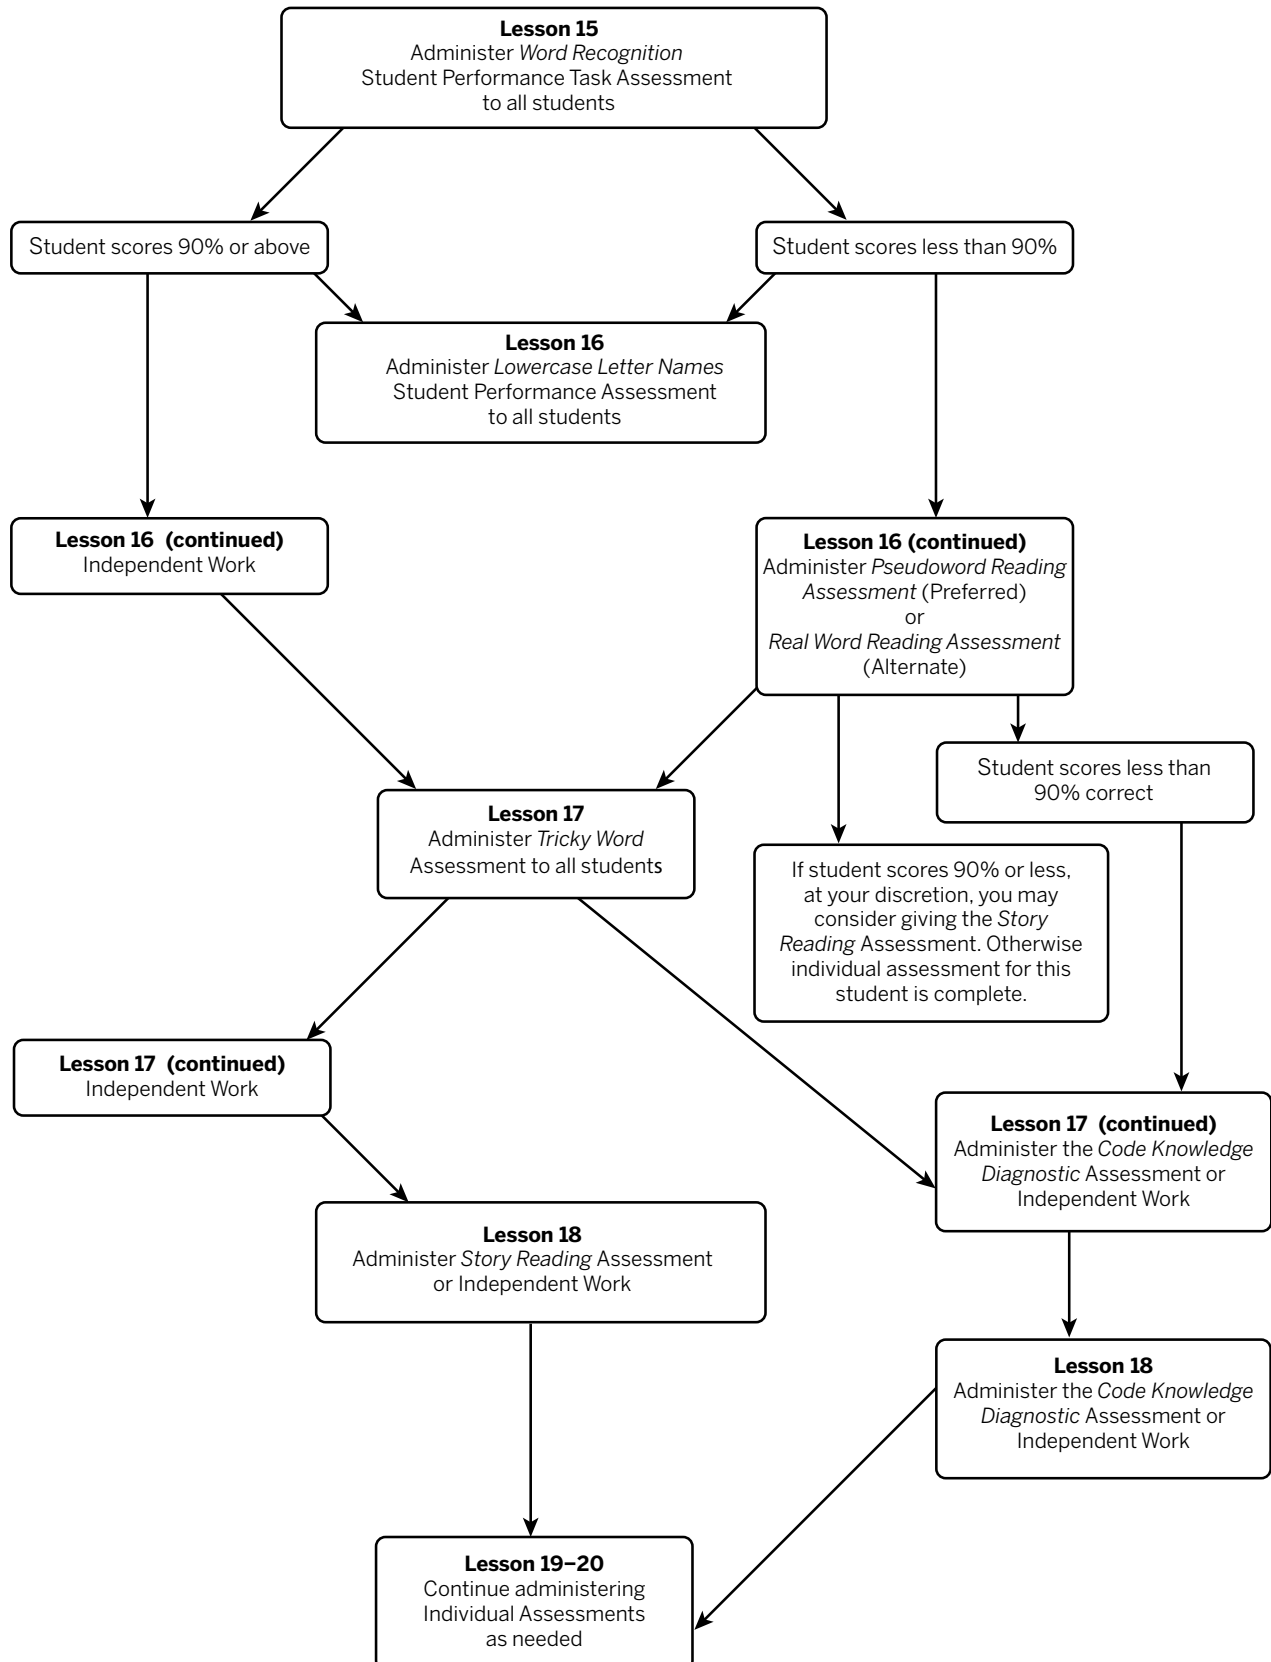 Lesson 15
Administer Word Recognition
Student Performance Task Assessment
to all students
Student scores 90% or above
Student scores less than 90%
Lesson 16
Administer Lowercase Letter Names
Student Performance Assessment
to all students
Lesson 16 (continued)
Independent Work
Lesson 16 (continued)
Administer Pseudoword Reading
Assessment (Preferred)
or
Real Word Reading Assessment
(Alternate)
Student scores less than
90% correct
Lesson 17
Administer Tricky Word
Assessment to all students
If student scores 90% or less,
at your discretion, you may
consider giving the Story
Reading Assessment. Otherwise
individual assessment for this
student is complete.
Lesson 17 (continued)
Independent Work
Lesson 17 (continued)
Administer the Code Knowledge
Diagnostic Assessment or
Independent Work
Lesson 18
Administer Story Reading Assessment
or Independent Work
Lesson 18
Administer the Code Knowledge
Diagnostic Assessment or
Independent Work
Lesson 19–20
Continue administering
Individual Assessments
as needed